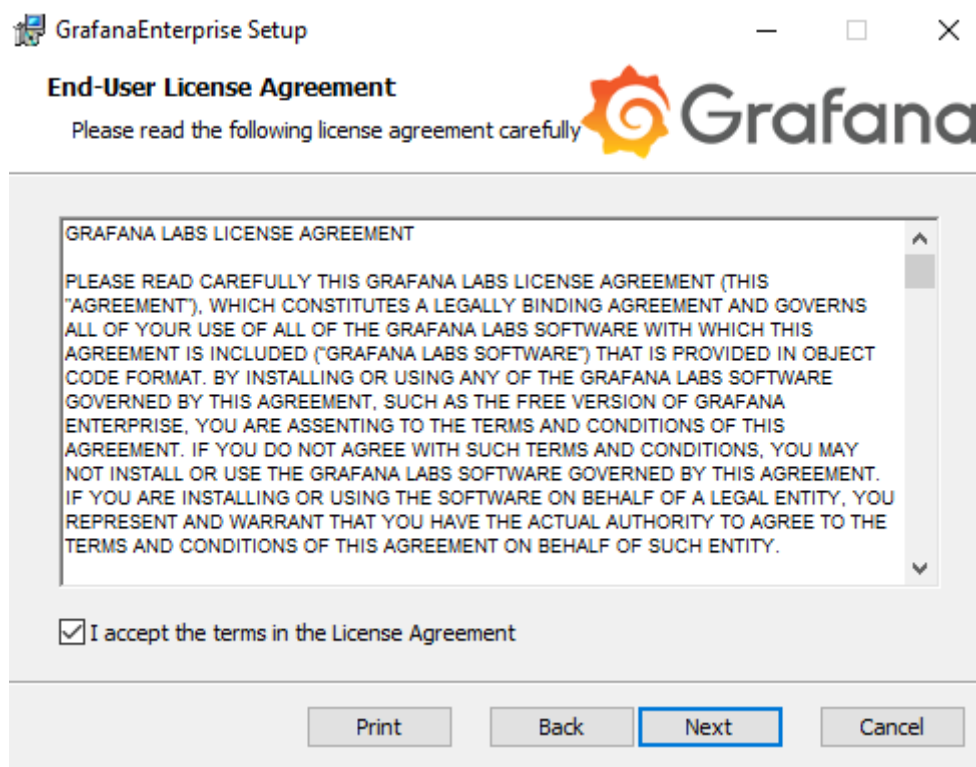 GrafanaEnterprise Setup
End-User License Agreement
Please read the following license agreement carefully
Grafana
GRAFANA LABS LICENSE AGREEMENT
PLEASE READ CAREFULLY THIS GRAFANA LABS LICENSE AGREEMENT (THIS
"AGREEMENT"), WHICH CONSTITUTES A LEGALLY BINDING AGREEMENT AND GOVERNS
ALL OF YOUR USE OF ALL OF THE GRAFANA LABS SOFTWARE WITH WHICH THIS
AGREEMENT IS INCLUDED ("GRAFANA LABS SOFTWARE") THAT IS PROVIDED IN OBJECT
CODE FORMAT. BY INSTALLING OR USING ANY OF THE GRAFANA LABS SOFTWARE
GOVERNED BY THIS AGREEMENT, SUCH AS THE FREE VERSION OF GRAFANA
ENTERPRISE, YOU ARE ASSENTING TO THE TERMS AND CONDITIONS OF THIS
AGREEMENT. IF YOU DO NOT AGREE WITH SUCH TERMS AND CONDITIONS, YOU MAY
NOT INSTALL OR USE THE GRAFANA LABS SOFTWARE GOVERNED BY THIS AGREEMENT.
IF YOU ARE INSTALLING OR USING THE SOFTWARE ON BEHALF OF A LEGAL ENTITY, YOU
REPRESENT AND WARRANT THAT YOU HAVE THE ACTUAL AUTHORITY TO AGREE TO THE
TERMS AND CONDITIONS OF THIS AGREEMENT ON BEHALF OF SUCH ENTITY.
I accept the terms in the License Agreement
Print Back Next Cancel